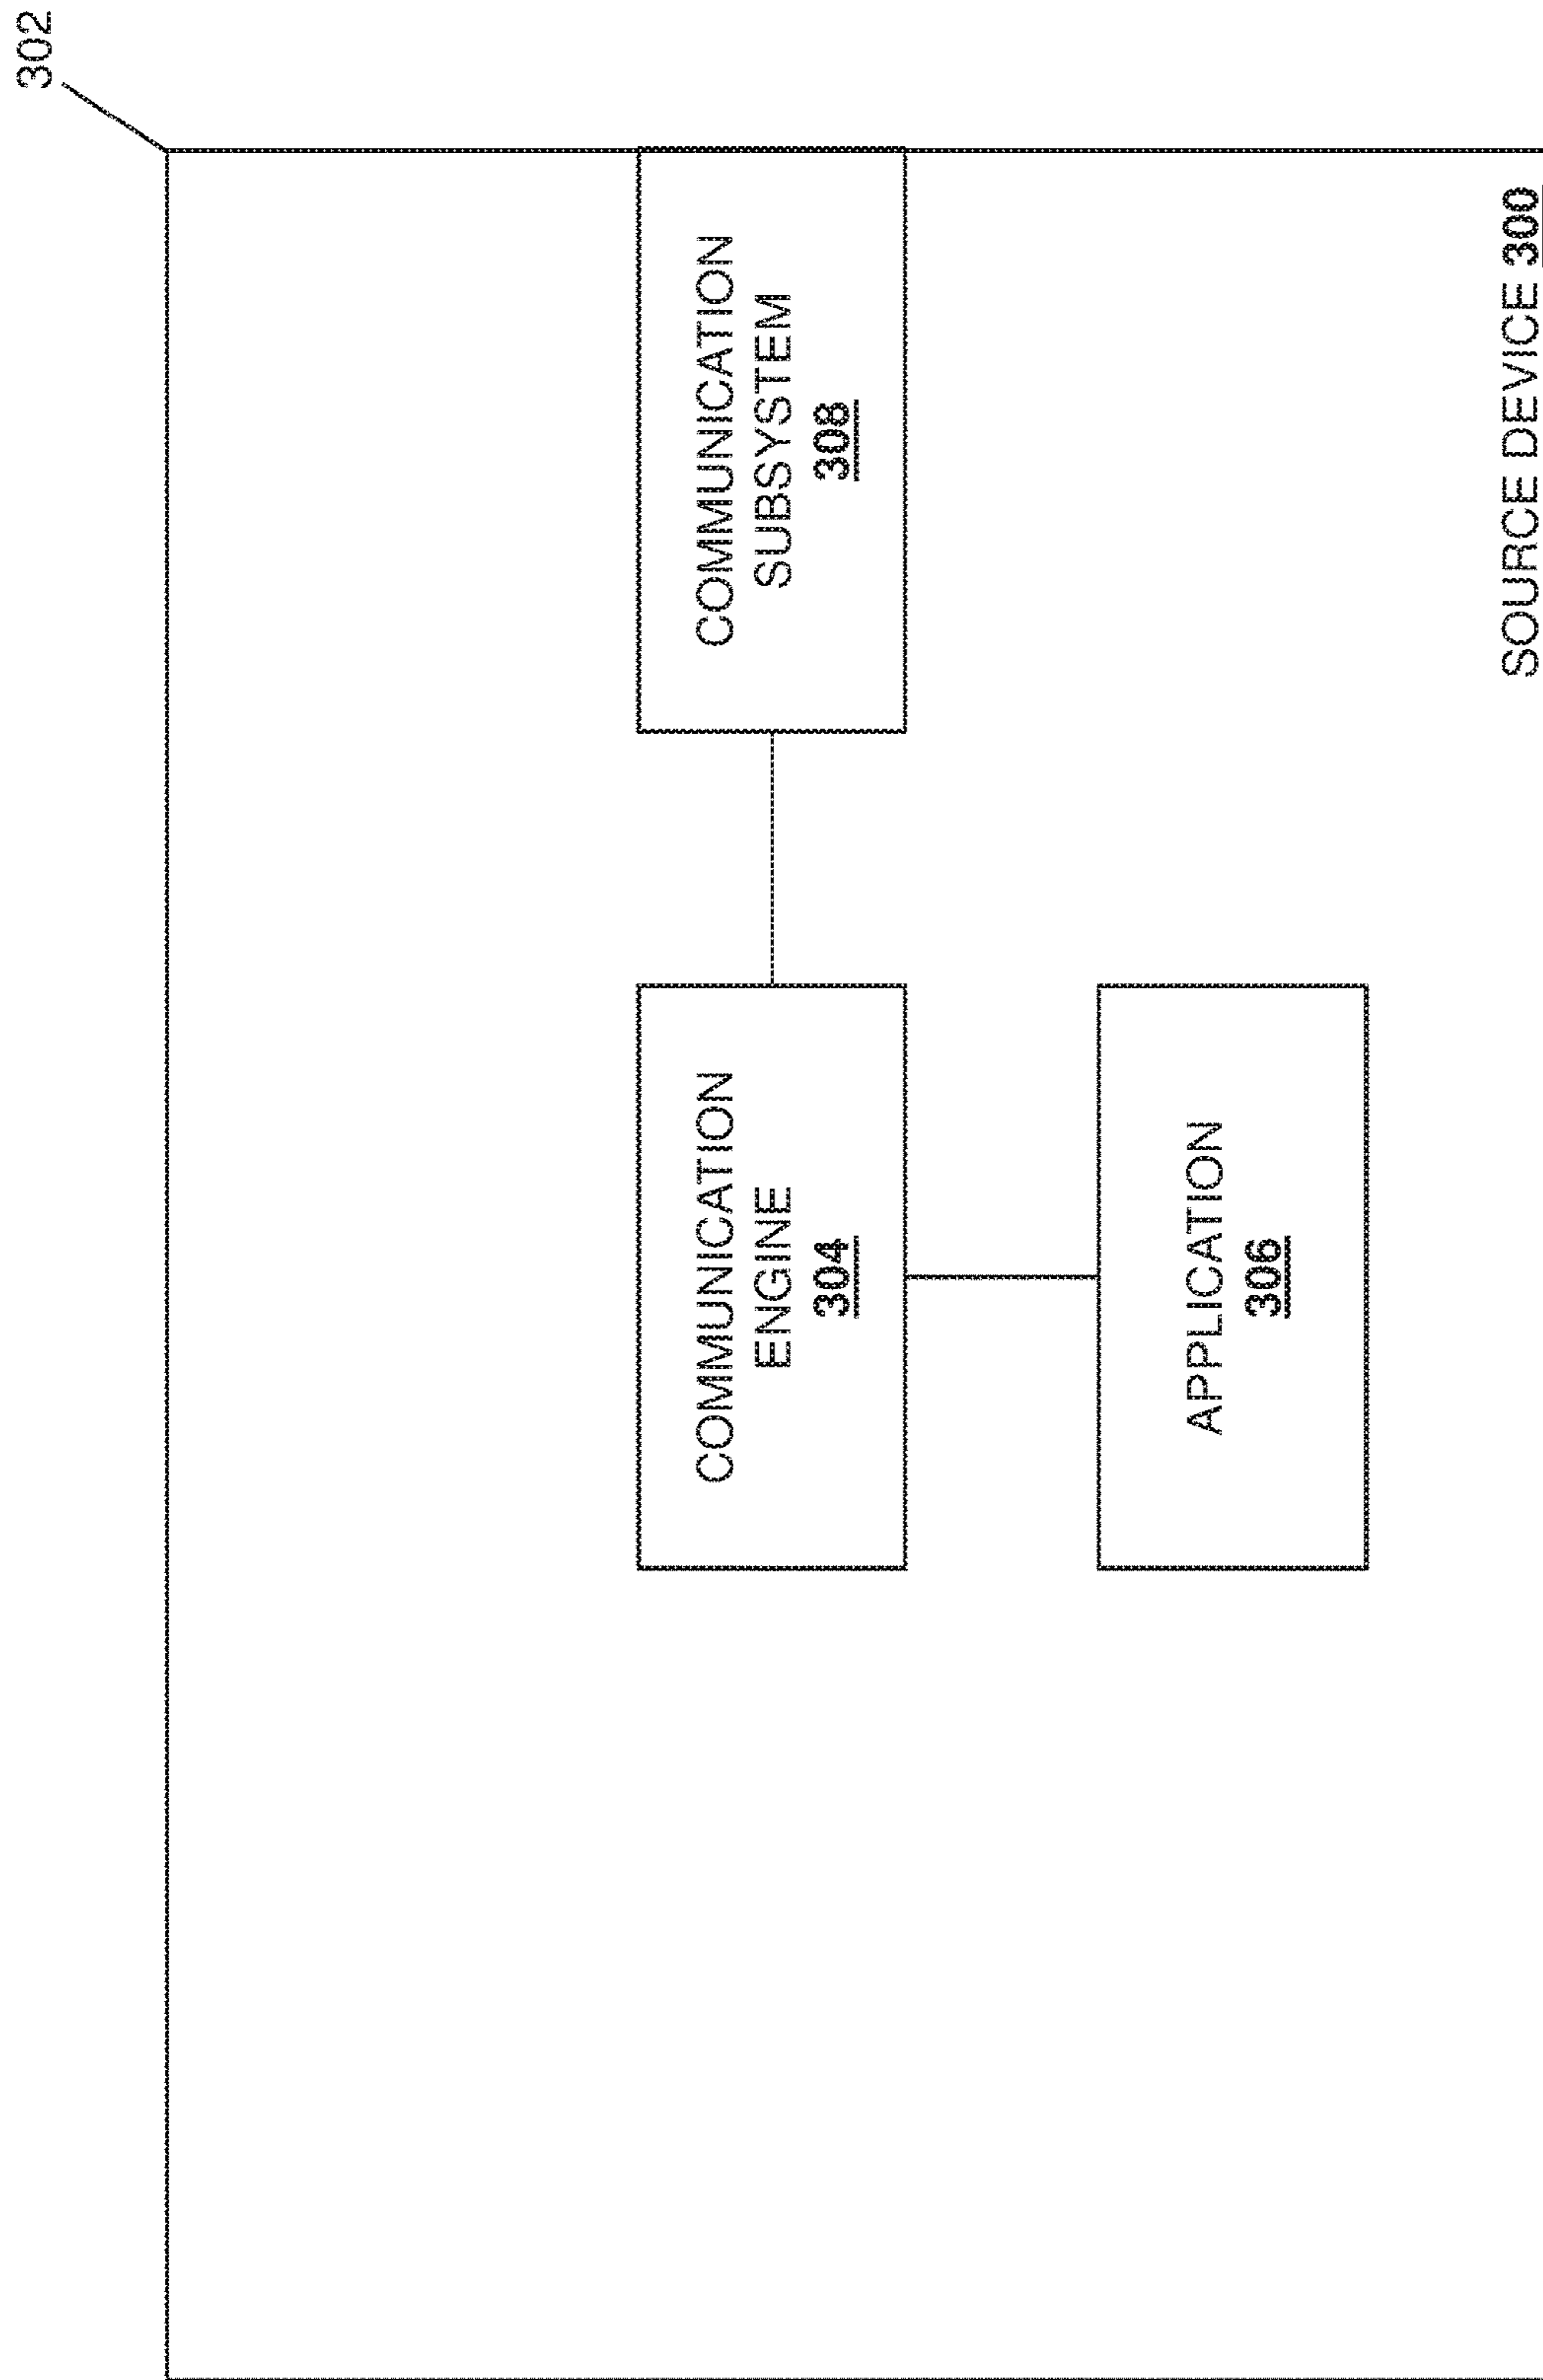 302
COMMUNICATION
ENGINE
304
COMMUNICATION
SUBSYSTEM
308
APPLICATION
306
SOURCE DEVICE 300